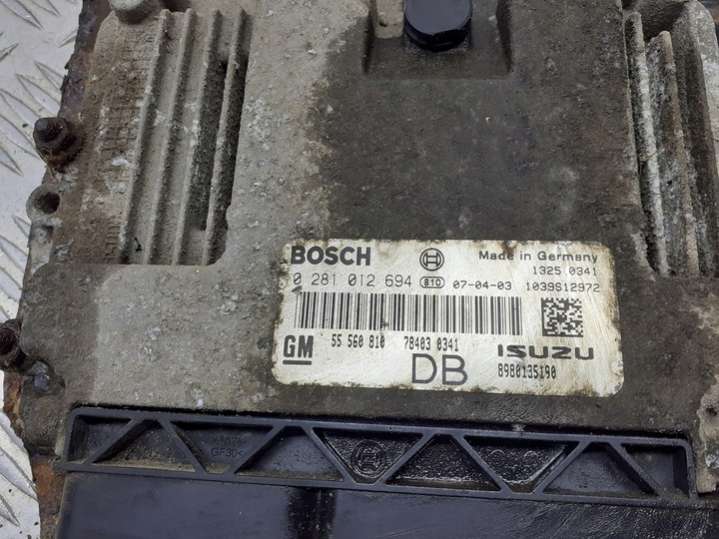 BOSCH Made in Germany
1325 0341
0 281 012 694 810 07-04-03 1039S12972
GM 55 560 810 78403 0341 ISUZU
DB 8980135190